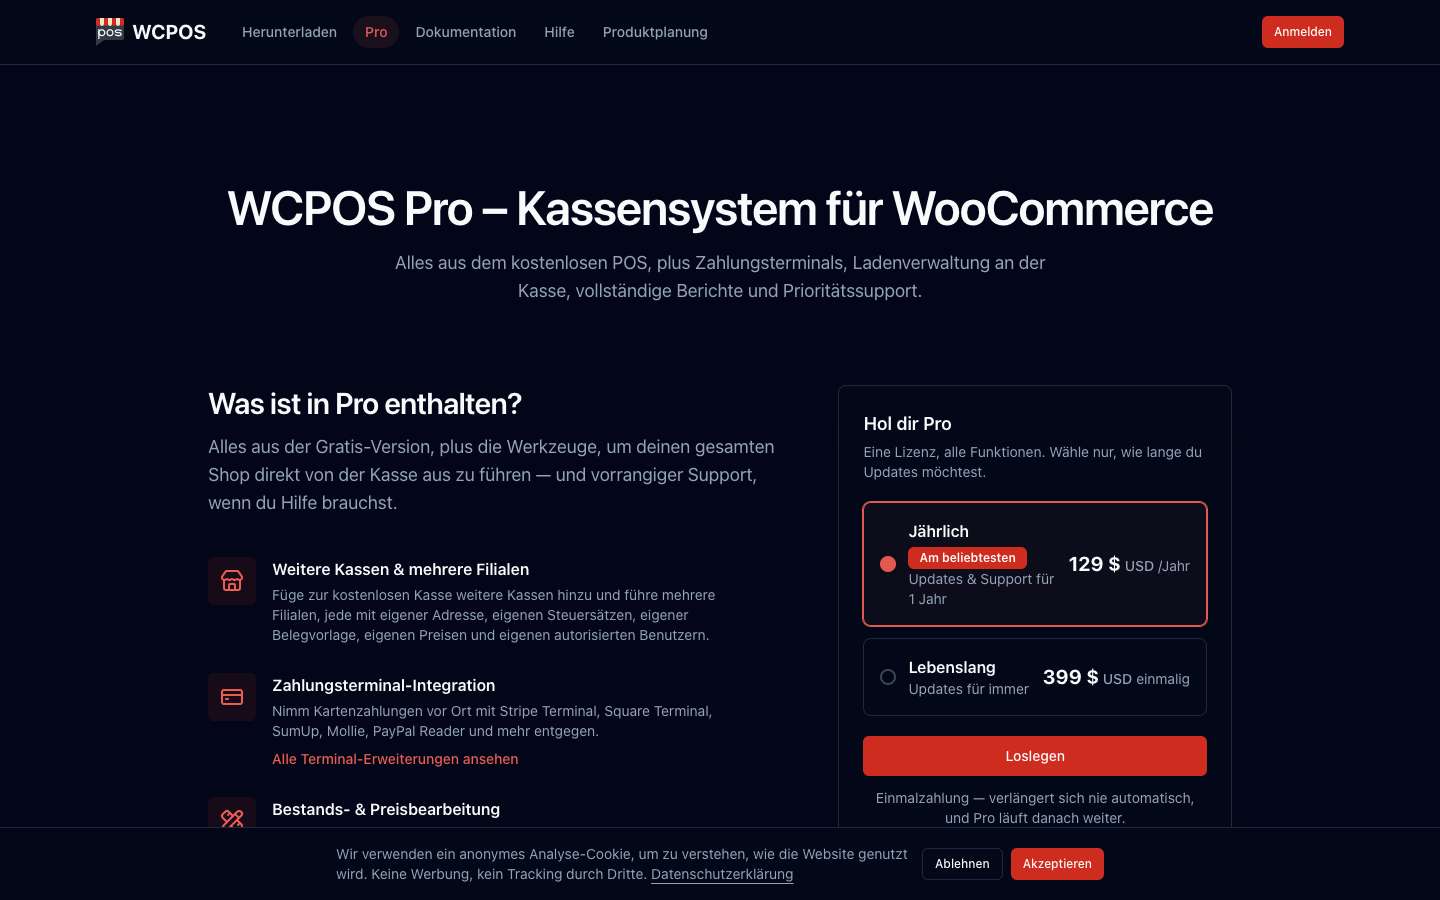 pos WCPOS
Herunterladen
Pro
Dokumentation
Hilfe
Produktplanung
Anmelden
WCPOS Pro – Kassensystem für WooCommerce
Alles aus dem kostenlosen POS, plus Zahlungsterminals, Ladenverwaltung an der
Kasse, vollständige Berichte und Prioritätssupport.
Was ist in Pro enthalten?
Alles aus der Gratis-Version, plus die Werkzeuge, um deinen gesamten
Shop direkt von der Kasse aus zu führen — und vorrangiger Support,
wenn du Hilfe brauchst.
Weitere Kassen & mehrere Filialen
Füge zur kostenlosen Kasse weitere Kassen hinzu und führe mehrere
Filialen, jede mit eigener Adresse, eigenen Steuersätzen, eigener
Belegvorlage, eigenen Preisen und eigenen autorisierten Benutzern.
Zahlungsterminal-Integration
Nimm Kartenzahlungen vor Ort mit Stripe Terminal, Square Terminal,
SumUp, Mollie, PayPal Reader und mehr entgegen.
Alle Terminal-Erweiterungen ansehen
Bestands- & Preisbearbeitung
Hol dir Pro
Eine Lizenz, alle Funktionen. Wähle nur, wie lange du
Updates möchtest.
Jährlich
Am beliebtesten
Updates & Support für
1 Jahr
129 $ USD /Jahr
Lebenslang
Updates für immer
399 $ USD einmalig
Loslegen
Einmalzahlung — verlängert sich nie automatisch,
und Pro läuft danach weiter.
Wir verwenden ein anonymes Analyse-Cookie, um zu verstehen, wie die Website genutzt
wird. Keine Werbung, kein Tracking durch Dritte. Datenschutzerklärung
Ablehnen
Akzeptieren